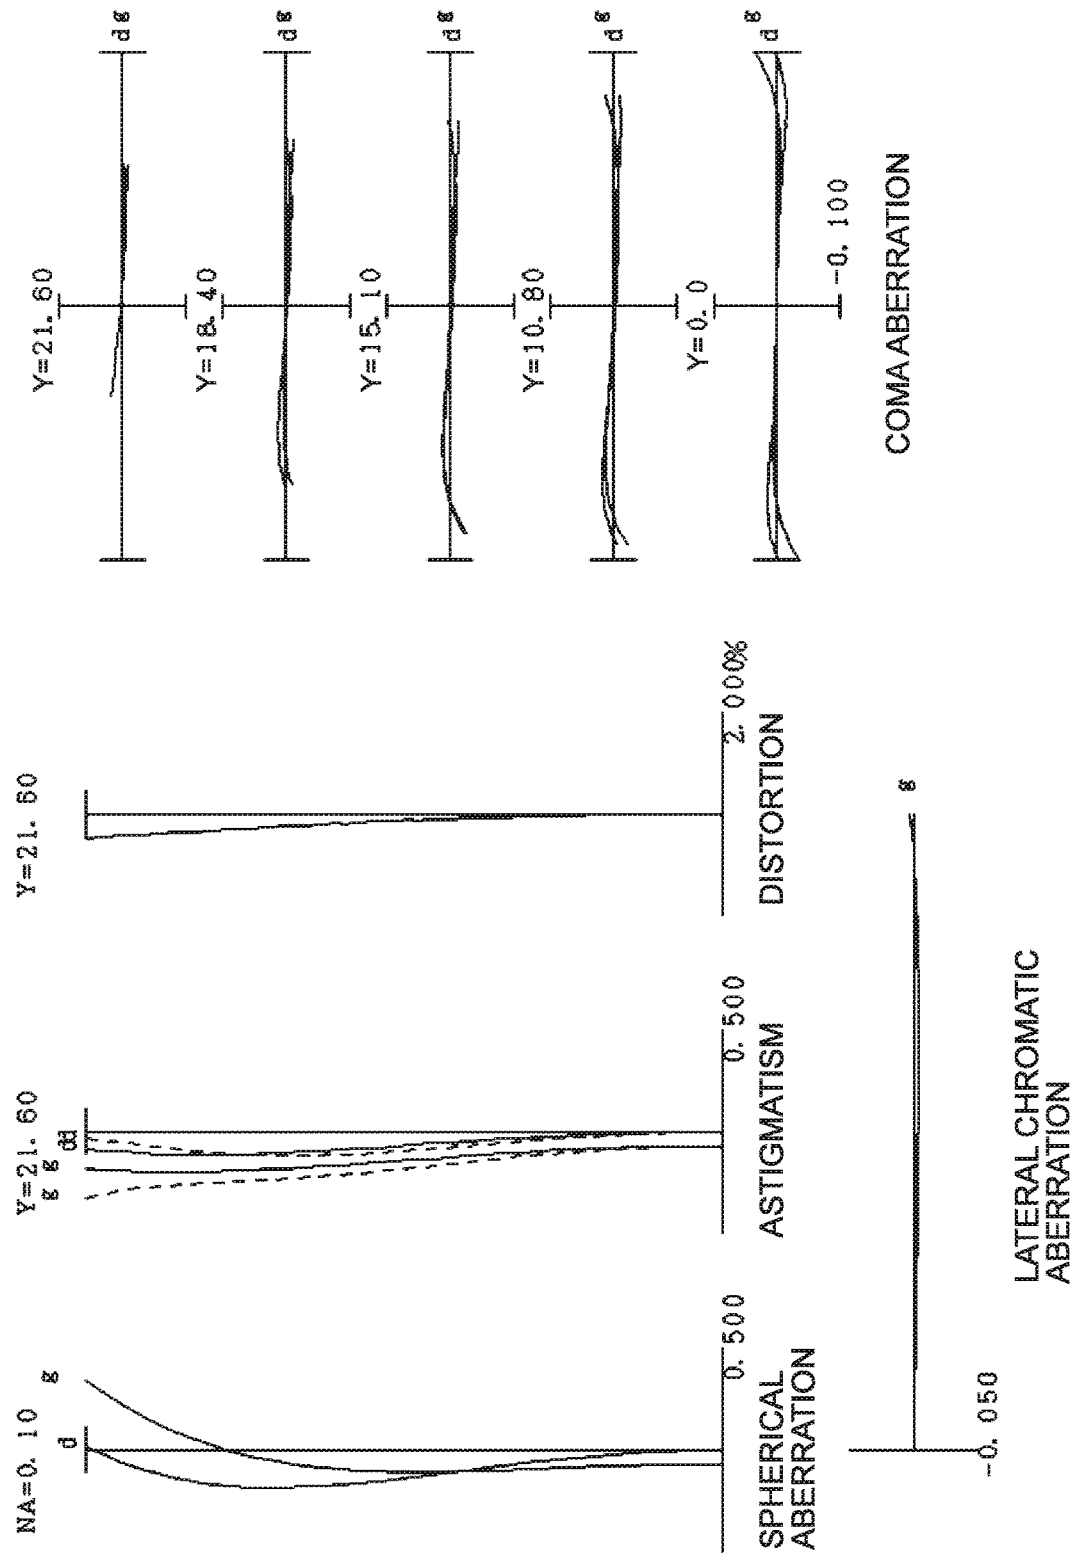 NA=0. 10
d
g
0. 500
SPHERICAL
ABERRATION
Y=21. 60
g
g
dd
0. 500
ASTIGMATISM
Y=21. 60
2. 000%
DISTORTION
-0. 050
g
LATERAL CHROMATIC
ABERRATION
Y=21. 60
d g
Y=18. 40
d g
Y=15. 10
d g
Y=10. 80
d g
Y=0. 0
d g
-0. 100
COMA ABERRATION